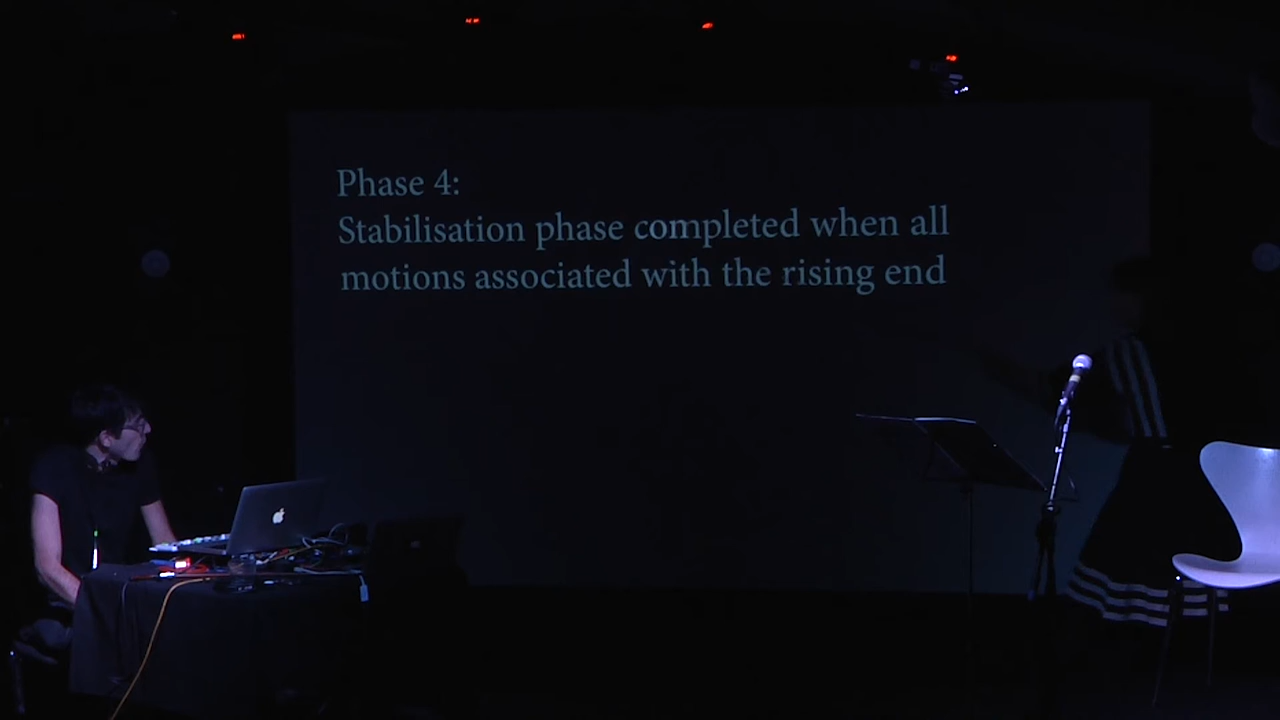 Phase 4:
Stabilisation phase completed when all
motions associated with the rising end